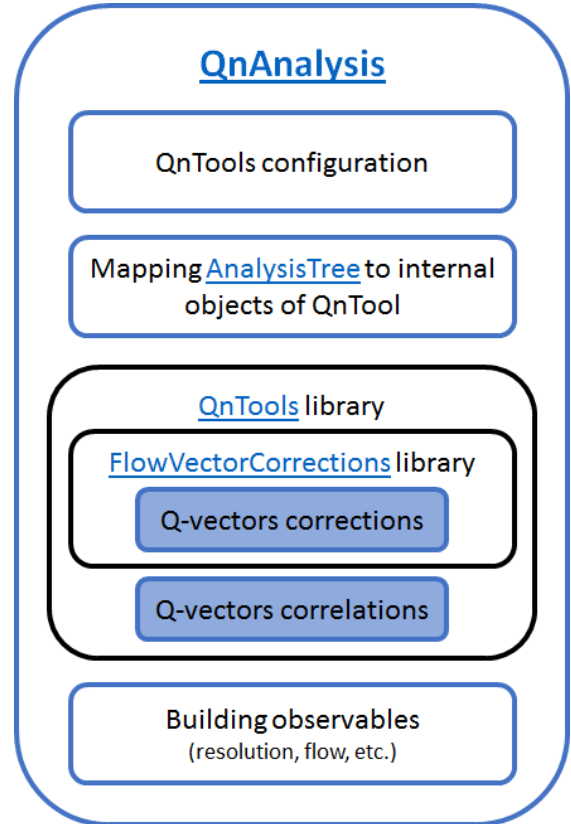 QnAnalysis
QnTools configuration
Mapping AnalysisTree to internal
objects of QnTool
QnTools library
FlowVectorCorrections library
Q-vectors corrections
Q-vectors correlations
Building observables
(resolution, flow, etc.)